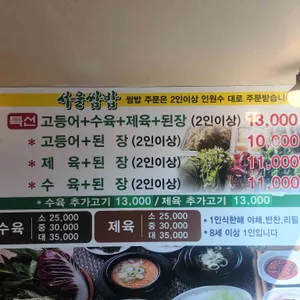 서울쌈밥 쌈밥 주문은 2인이상 인원수 대로 주문받습니
특선 고등어+수육+제육+된장 (2인이상) 13,000
* 고등어+된 장 (2인이상) 10,000
* 제 육+된 장 (2인이상) 11,000
* 수 육+된 장 (2인이상) 11,000
* 수육 추가고기 13,000 / 제육 추가고기 13,000
수육 소 25,000 중 30,000 대 35,000
제육 소 25,000 중 30,000 대 35,000
* 1인식한해 야채,반찬,리필
* 8세 이상 1인입니다